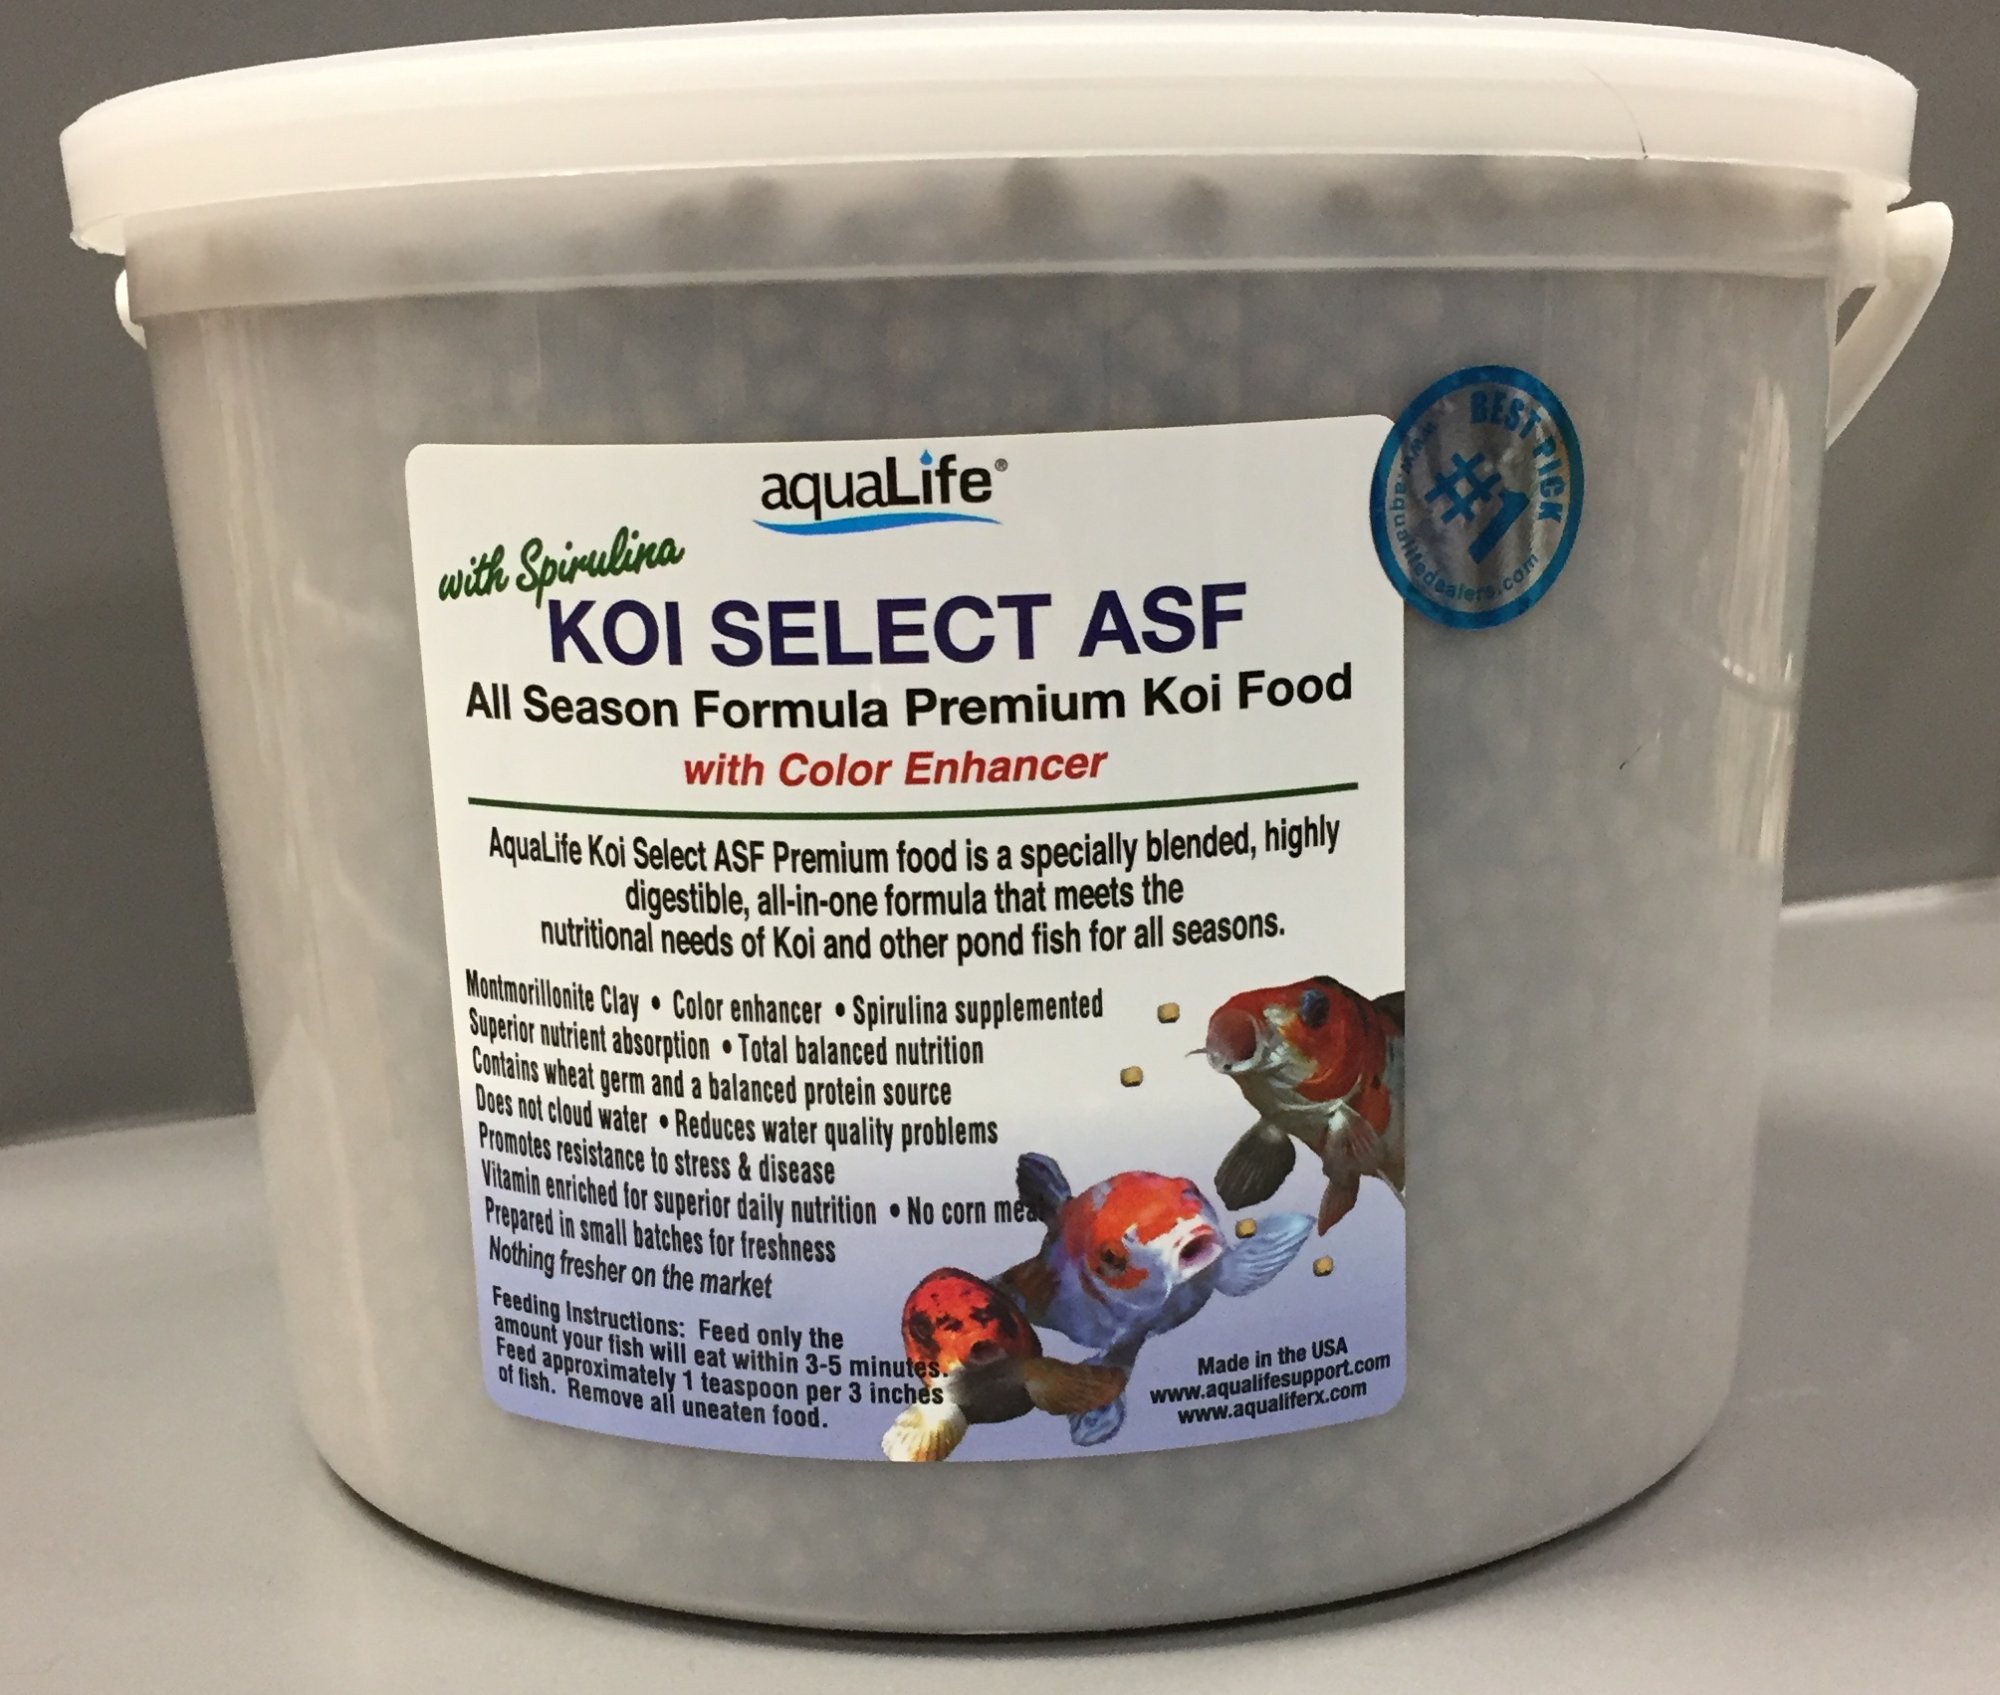 aquaLife®
with Spirulina
KOI SELECT ASF
All Season Formula Premium Koi Food
with Color Enhancer
AquaLife Koi Select ASF Premium food is a specially blended, highly
digestible, all-in-one formula that meets the
nutritional needs of Koi and other pond fish for all seasons.
Montmorillonite Clay • Color enhancer • Spirulina supplemented
Superior nutrient absorption • Total balanced nutrition
Contains wheat germ and a balanced protein source
Does not cloud water • Reduces water quality problems
Promotes resistance to stress & disease
Vitamin enriched for superior daily nutrition • No corn meal
Prepared in small batches for freshness
Nothing fresher on the market
Feeding Instructions: Feed only the
amount your fish will eat within 3-5 minutes.
Feed approximately 1 teaspoon per 3 inches
of fish. Remove all uneaten food.
Made in the USA
www.aqualifesupport.com
www.aqualiferx.com
BEST PICK
#1
www.aqualifedealers.com